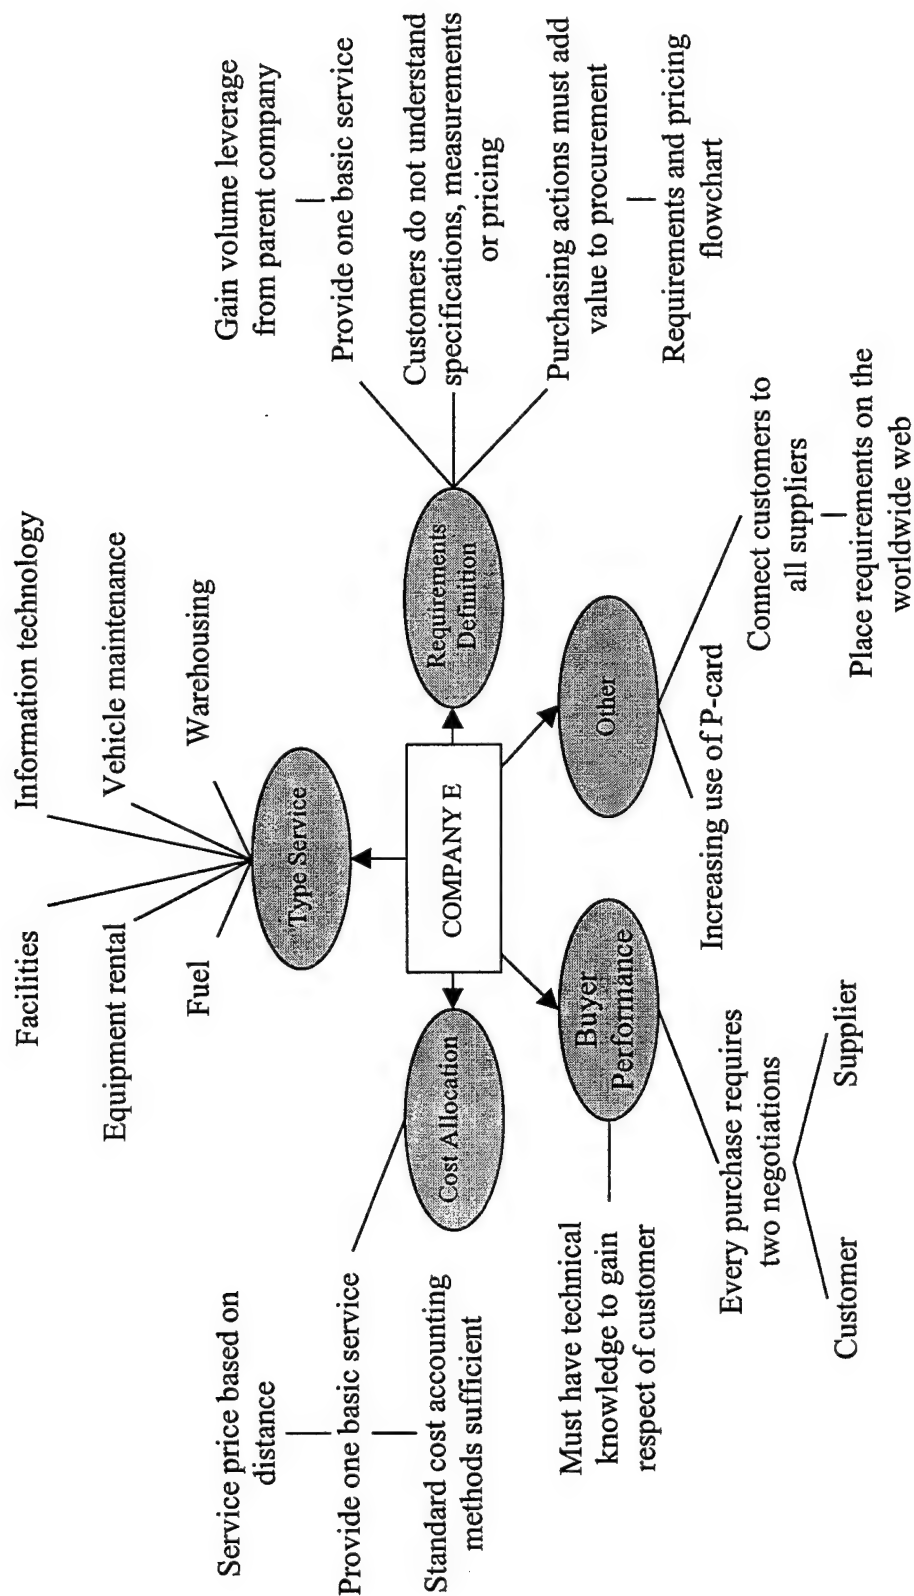 Facilities
Information technology
Equipment rental
Vehicle maintenance
Fuel
Warehousing
Type Service
Service price based on
distance
Provide one basic service
Standard cost accounting
methods sufficient
Cost Allocation
COMPANY E
Requirements
Definition
Gain volume leverage
from parent company
Provide one basic service
Customers do not understand
specifications, measurements
or pricing
Purchasing actions must add
value to procurement
Requirements and pricing
flowchart
Must have technical
knowledge to gain
respect of customer
Buyer
Performance
Every purchase requires
two negotiations
Customer
Supplier
Other
Increasing use of P-card
Connect customers to
all suppliers
Place requirements on the
worldwide web